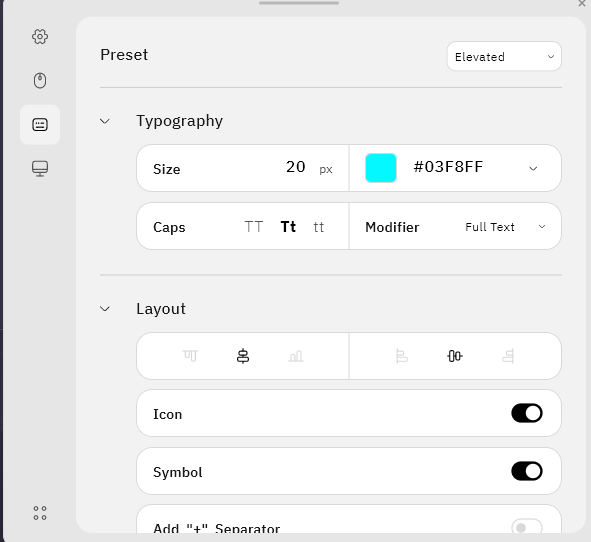 Preset Elevated
Typography
Size 20 px #03F8FF
Caps TT Tt tt Modifier Full Text
Layout
Icon
Symbol
Add "+" Separator